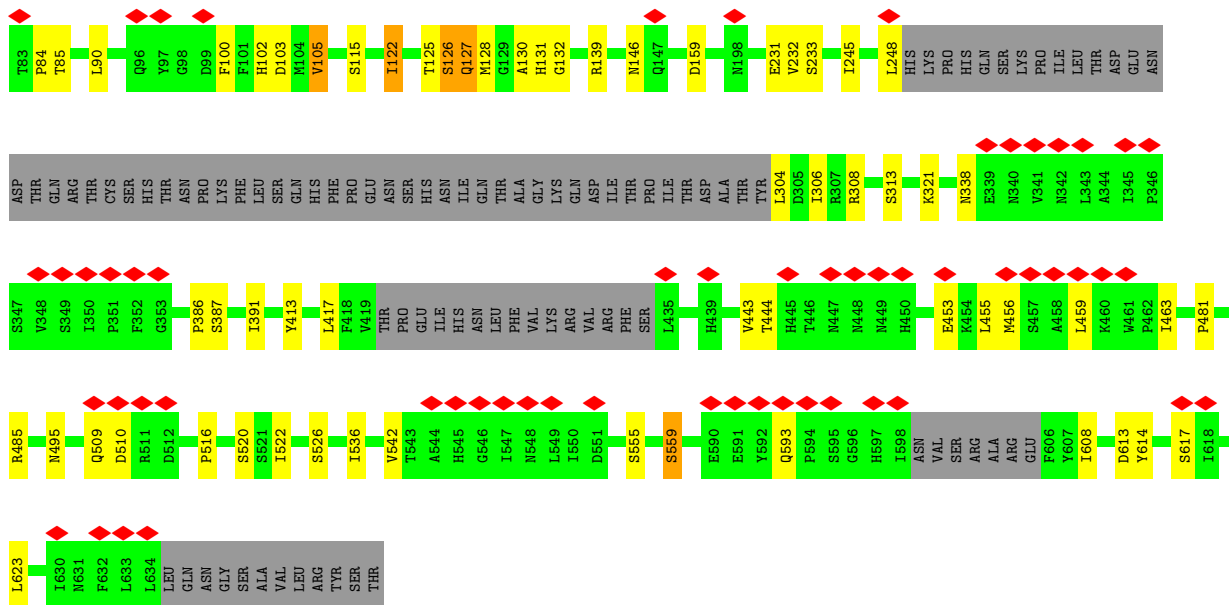 T83 P84 T85 L90 Q96 Y97 G98 D99 F100 F101 H102 D103 M104 V105 S115 I122 T125 S126 Q127 M128 G129 A130 H131 G132 R139 N146 Q147 D159 N198 E231 V232 S233 I245 L248 HIS LYS PRO HIS GLN SER LYS PRO ILE LEU THR ASP GLU ASN
ASP THR GLN ARG THR CYS SER HIS THR ASN PRO LYS PHE LEU SER GLN HIS PHE PRO GLU ASN SER HIS ASN ILE GLN THR ALA GLY LYS GLN ASP ILE THR PRO ILE THR ASP ALA THR TYR L304 D305 I306 R307 R308 S313 K321 N338 E339 N340 V341 N342 L343 A344 I345 P346
S347 V348 S349 I350 P351 F352 G353 P386 S387 I391 Y413 L417 F418 V419 THR PRO GLU ILE HIS ASN LEU PHE VAL LYS ARG VAL ARG PHE SER L435 H439 V443 T444 H445 T446 N447 N448 N449 H450 E453 K454 L455 M456 S457 A458 L459 K460 W461 P462 I463 P481
R485 N495 Q509 D510 R511 D512 P516 S520 S521 I522 S526 I536 V542 T543 A544 H545 G546 I547 N548 L549 I550 D551 S555 S559 E590 E591 Y592 Q593 P594 S595 G596 H597 I598 ASN VAL SER ARG ALA ARG GLU F606 Y607 I608 D613 Y614 S617 I618
L623 I630 N631 F632 L633 L634 LEU GLN ASN GLY SER ALA VAL LEU ARG TYR SER THR